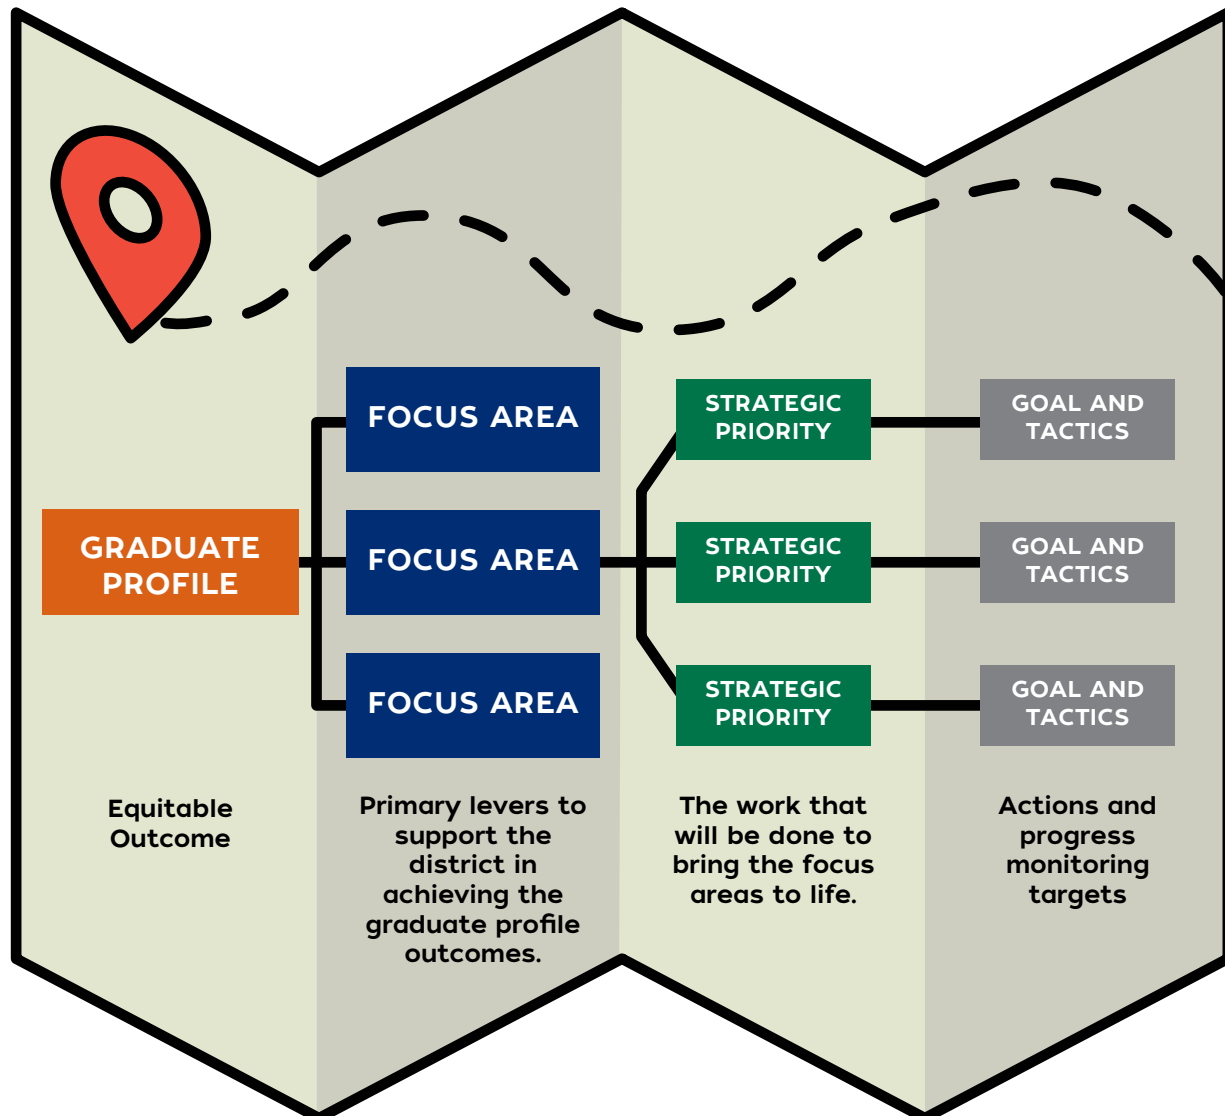 GRADUATE
PROFILE
Equitable
Outcome
FOCUS AREA
FOCUS AREA
FOCUS AREA
Primary levers to
support the
district in
achieving the
graduate profile
outcomes.
STRATEGIC
PRIORITY
STRATEGIC
PRIORITY
STRATEGIC
PRIORITY
The work that
will be done to
bring the focus
areas to life.
GOAL AND
TACTICS
GOAL AND
TACTICS
GOAL AND
TACTICS
Actions and
progress
monitoring
targets